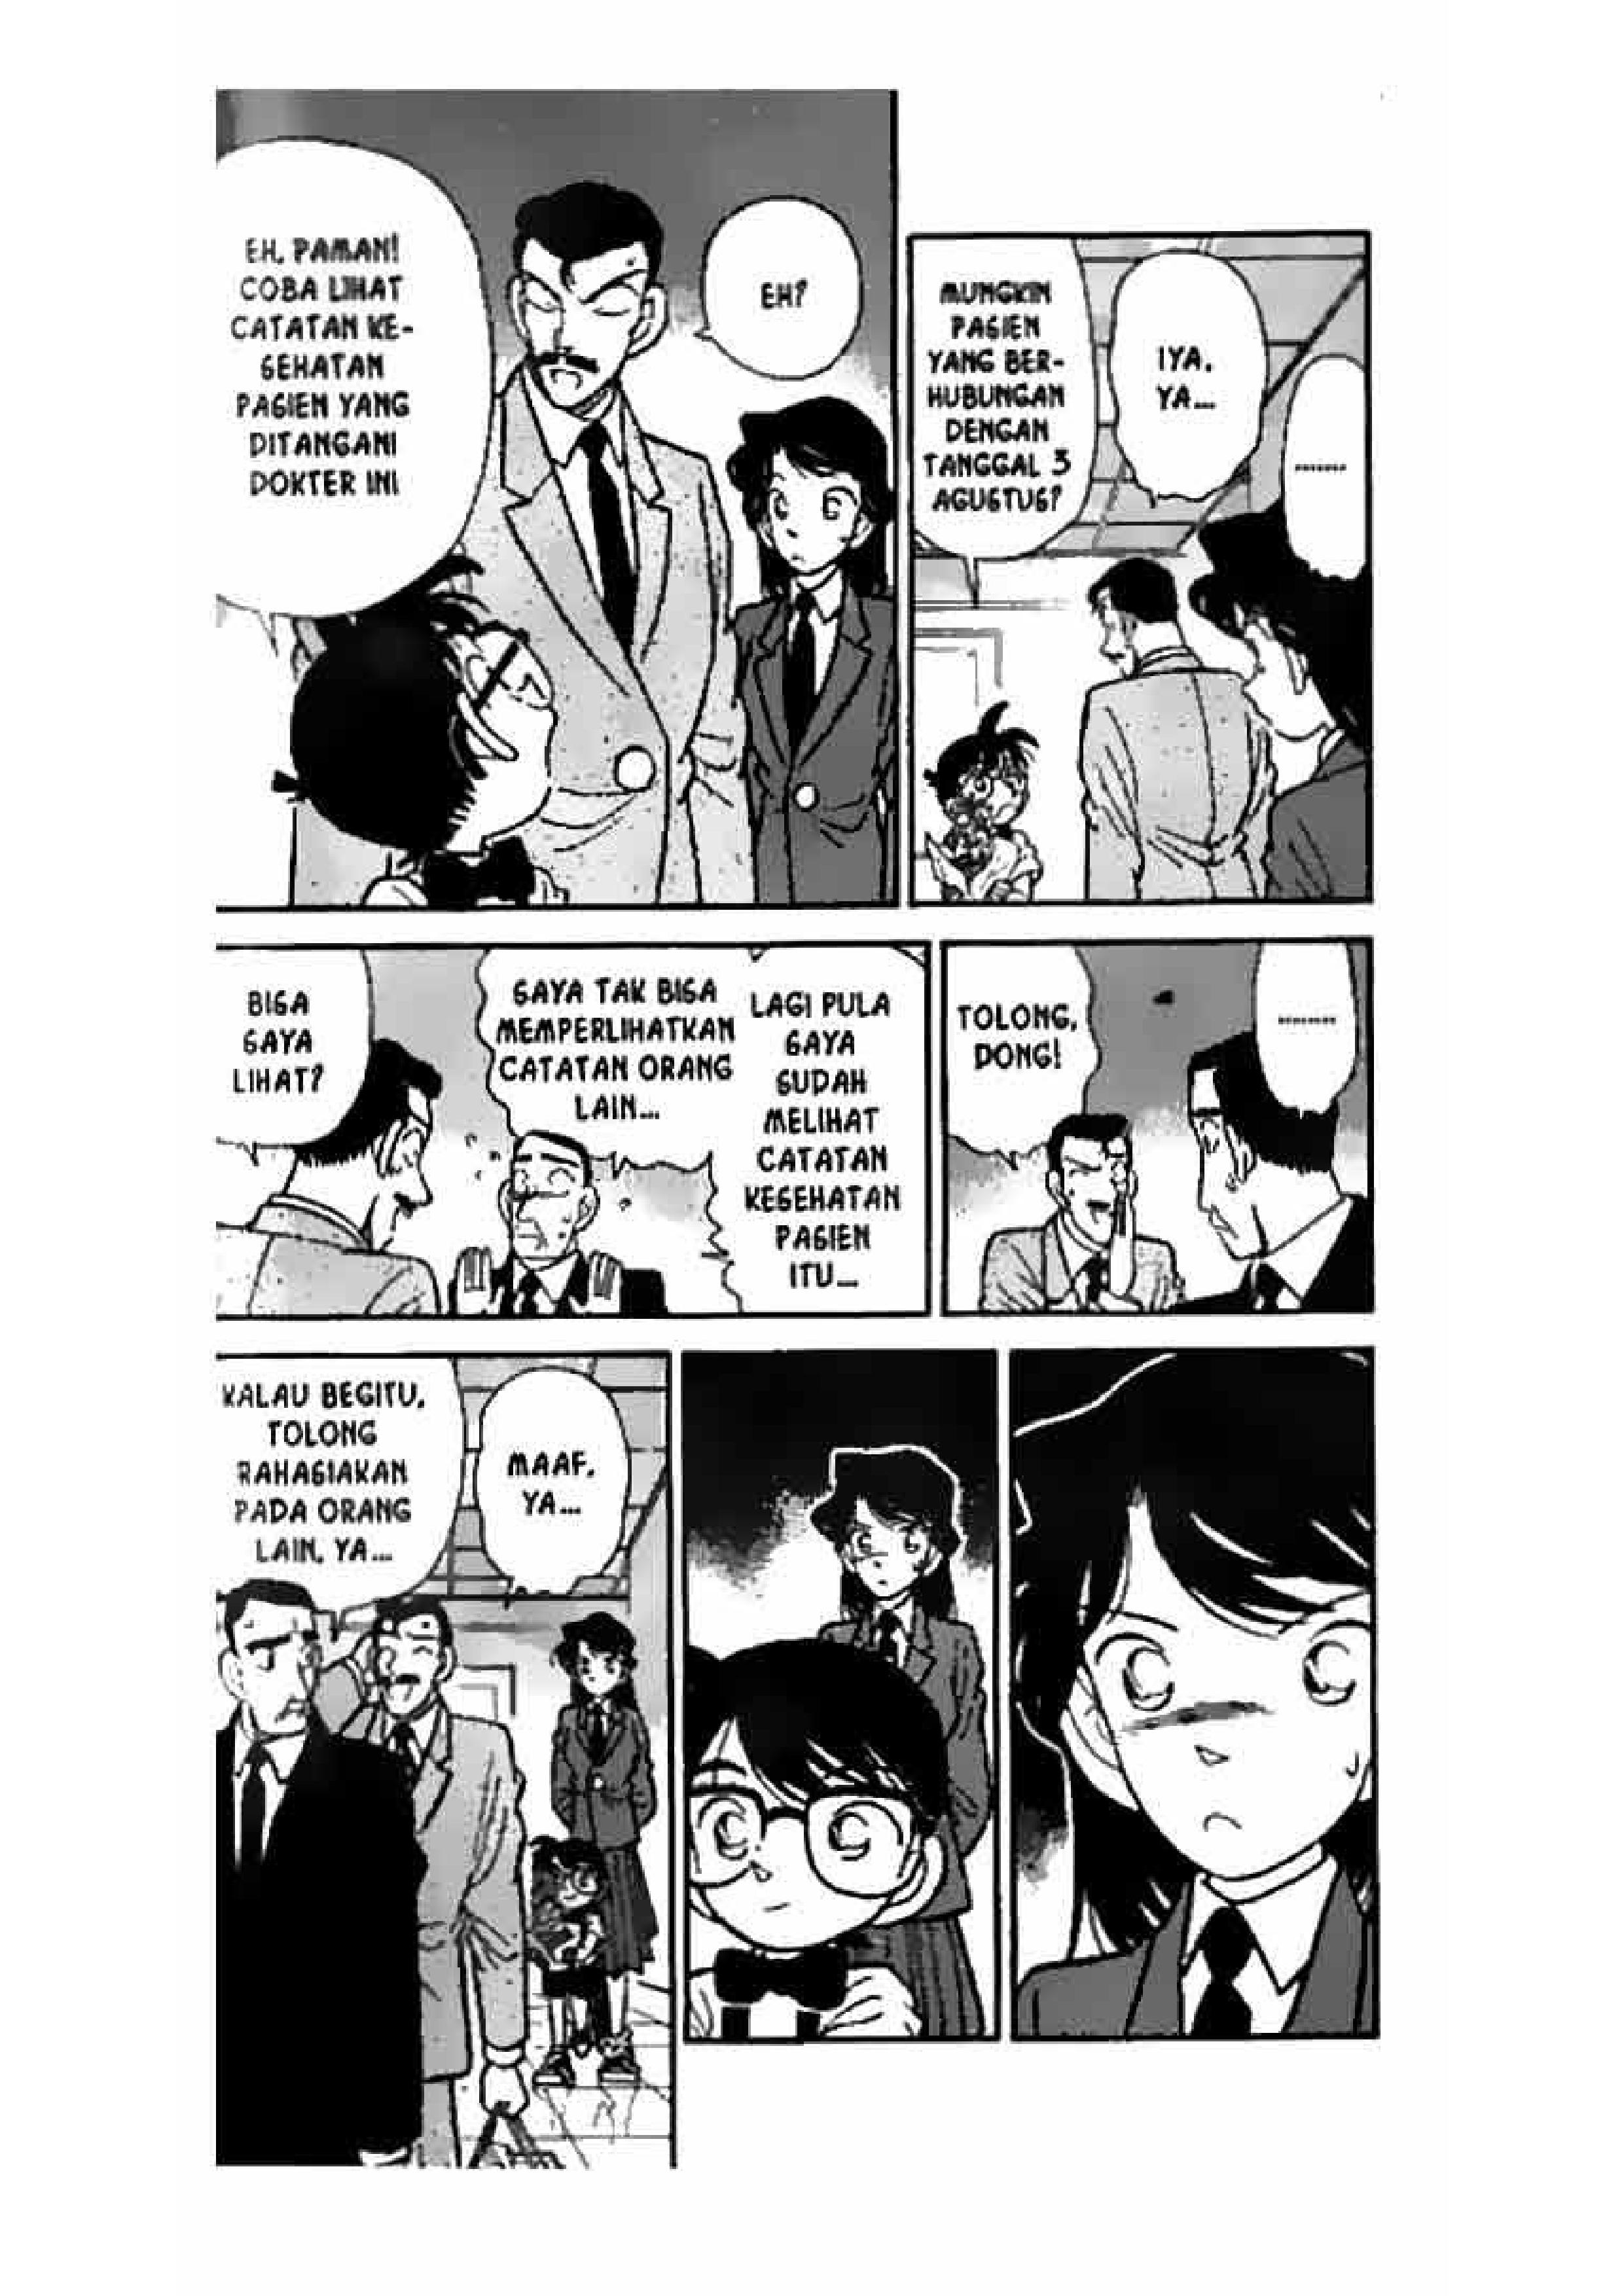 EH, PAMAN!
COBA LIHAT
CATATAN KE-
SEHATAN
PASIEN YANG
DITANGANI
DOKTER INI
EH?
MUNGKIN
PASIEN
YANG BER-
HUBUNGAN
DENGAN
TANGGAL 3
AGUSTUS?
IYA,
YA...
.......
BISA
SAYA
LIHAT?
SAYA TAK BISA
MEMPERLIHATKAN
CATATAN ORANG
LAIN...
LAGI PULA
SAYA
SUDAH
MELIHAT
CATATAN
KESEHATAN
PASIEN
ITU...
TOLONG,
DONG!
........
KALAU BEGITU,
TOLONG
RAHASIAKAN
PADA ORANG
LAIN, YA...
MAAF,
YA...